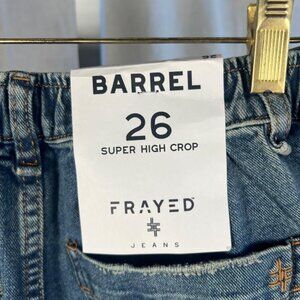 BARREL
26
SUPER HIGH CROP
FRAYED
JEANS